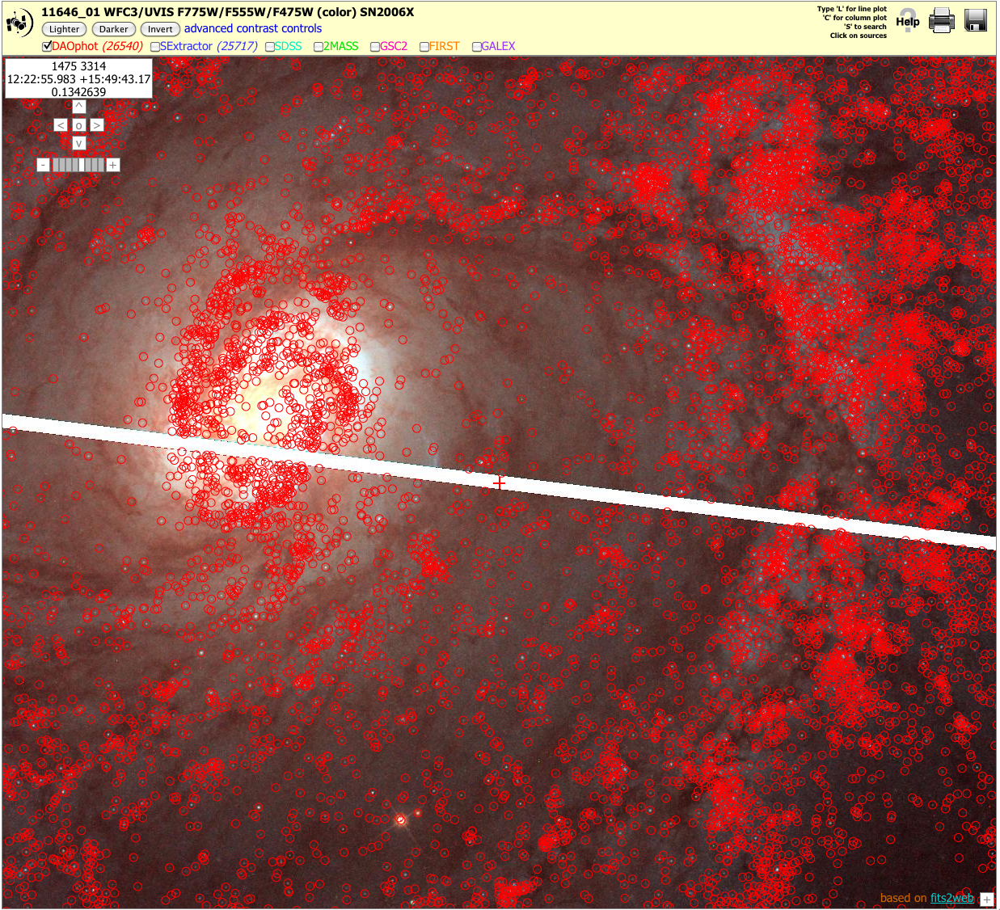 11646_01 WFC3/UVIS F775W/F555W/F475W (color) SN2006X
Lighter Darker Invert advanced contrast controls
DAOphot (26540) SExtractor (25717) SDSS 2MASS GSC2 FIRST GALEX
Type 'L' for line plot
'C' for column plot
'S' to search
Click on sources
Help
1475 3314
12:22:55.983 +15:49:43.17
0.1342639
^
< o >
v
- +
based on fits2web +